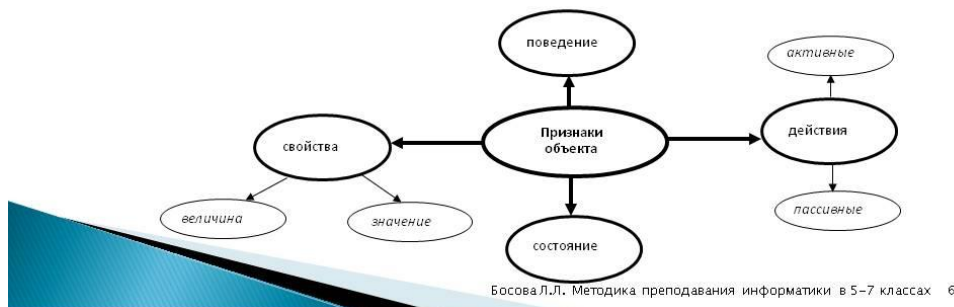 поведение
активные
Признаки
объекта
действия
свойства
величина
значение
пассивные
состояние
Босова Л.Л. Методика преподавания информатики в 5–7 классах 6